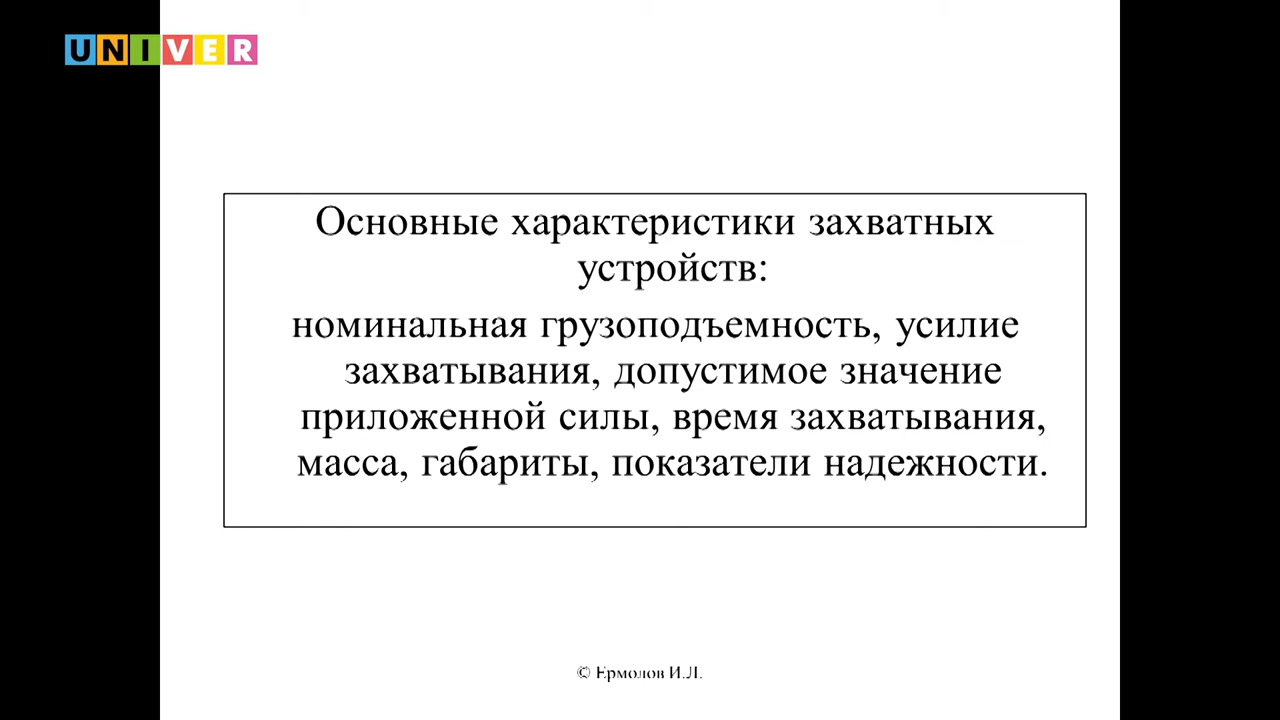 UNIVER
Основные характеристики захватных
устройств:
номинальная грузоподъемность, усилие
захватывания, допустимое значение
приложенной силы, время захватывания,
масса, габариты, показатели надежности.
© Ермолов И.Л.